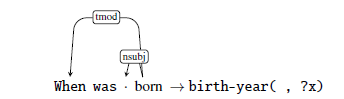 tmod
nsubj
When was · born → birth-year( , ?x)